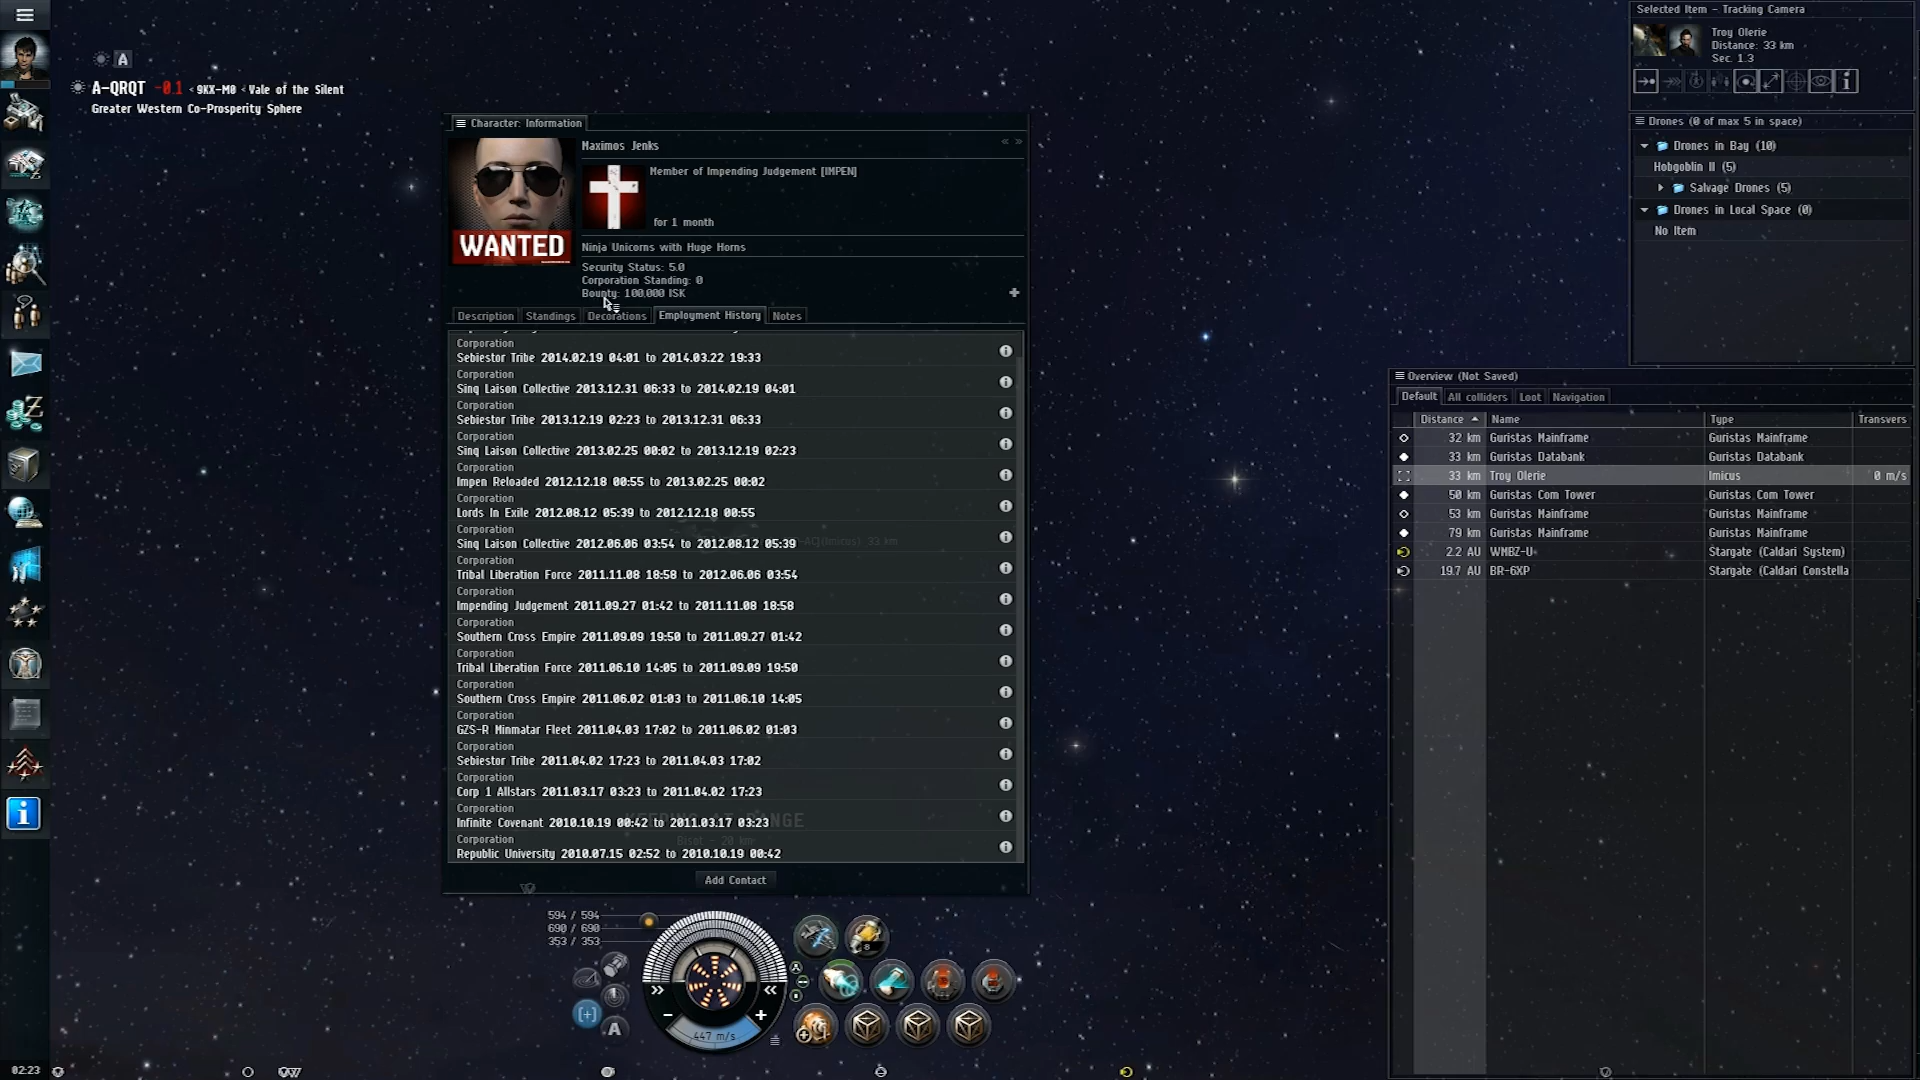 A
A-QRQT -0.1 < 9KX-M0 < Vale of the Silent
Greater Western Co-Prosperity Sphere
Character: Information
Maximos Jenks
Member of Impending Judgement [IMPEN]
for 1 month
WANTED
Ninja Unicorns with Huge Horns
Security Status: 5.0
Corporation Standing: 0
Bounty: 100,000 ISK
Description Standings Decorations Employment History Notes
Corporation
Sebiestor Tribe 2014.02.19 04:01 to 2014.03.22 19:33
Corporation
Sinq Laison Collective 2013.12.31 06:33 to 2014.02.19 04:01
Corporation
Sebiestor Tribe 2013.12.19 02:23 to 2013.12.31 06:33
Corporation
Sinq Laison Collective 2013.02.25 00:02 to 2013.12.19 02:23
Corporation
Impen Reloaded 2012.12.18 00:55 to 2013.02.25 00:02
Corporation
Lords In Exile 2012.08.12 05:39 to 2012.12.18 00:55
Corporation
Sinq Laison Collective 2012.06.06 03:54 to 2012.08.12 05:39
Corporation
Tribal Liberation Force 2011.11.08 18:58 to 2012.06.06 03:54
Corporation
Impending Judgement 2011.09.27 01:42 to 2011.11.08 18:58
Corporation
Southern Cross Empire 2011.09.09 19:50 to 2011.09.27 01:42
Corporation
Tribal Liberation Force 2011.06.10 14:05 to 2011.09.09 19:50
Corporation
Southern Cross Empire 2011.06.02 01:03 to 2011.06.10 14:05
Corporation
GZS-R Minmatar Fleet 2011.04.03 17:02 to 2011.06.02 01:03
Corporation
Sebiestor Tribe 2011.04.02 17:23 to 2011.04.03 17:02
Corporation
Corp 1 Allstars 2011.03.17 03:23 to 2011.04.02 17:23
Corporation
Infinite Covenant 2010.10.19 00:42 to 2011.03.17 03:23
Corporation
Republic University 2010.07.15 02:52 to 2010.10.19 00:42
Add Contact
594 / 594
690 / 690
353 / 353
8
A
447 m/s
02:23
Selected Item - Tracking Camera
Troy Olerie
Distance: 33 km
Sec. 1.3
Drones (0 of max 5 in space)
Drones in Bay (10)
Hobgoblin II (5)
Salvage Drones (5)
Drones in Local Space (0)
No Item
Overview (Not Saved)
Default All colliders Loot Navigation
Distance Name Type Transvers
32 km Guristas Mainframe Guristas Mainframe
33 km Guristas Databank Guristas Databank
33 km Troy Olerie Imicus 0 m/s
50 km Guristas Com Tower Guristas Com Tower
53 km Guristas Mainframe Guristas Mainframe
79 km Guristas Mainframe Guristas Mainframe
2.2 AU WMBZ-U Stargate (Caldari System)
19.7 AU BR-6XP Stargate (Caldari Constella